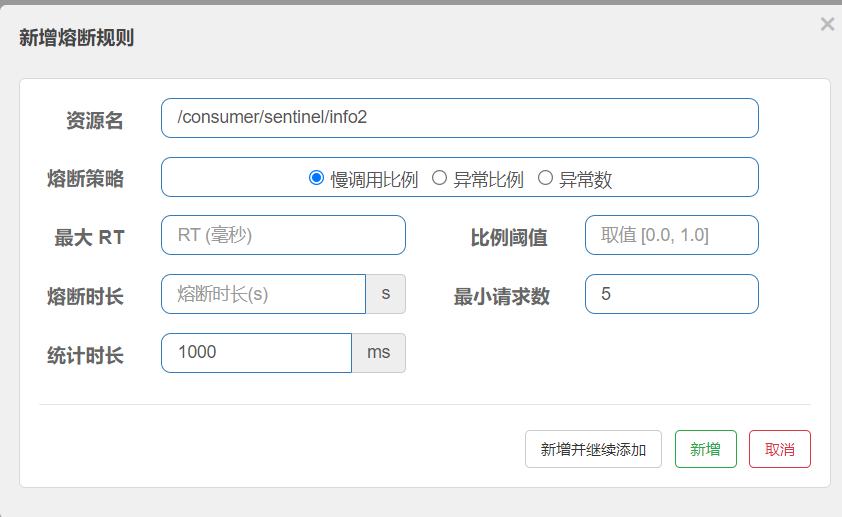 新增熔断规则
×
资源名 /consumer/sentinel/info2
熔断策略 慢调用比例 异常比例 异常数
最大 RT RT (毫秒) 比例阈值 取值 [0.0, 1.0]
熔断时长 熔断时长(s) s 最小请求数 5
统计时长 1000 ms
新增并继续添加 新增 取消